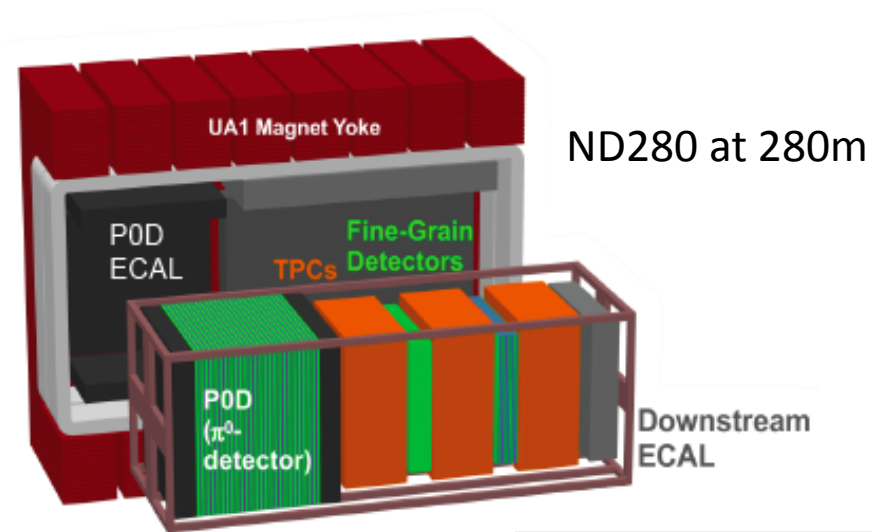 UA1 Magnet Yoke
ND280 at 280m
P0D
ECAL
Fine-Grain
TPCs Detectors
P0D
(π⁰-
detector)
Downstream
ECAL